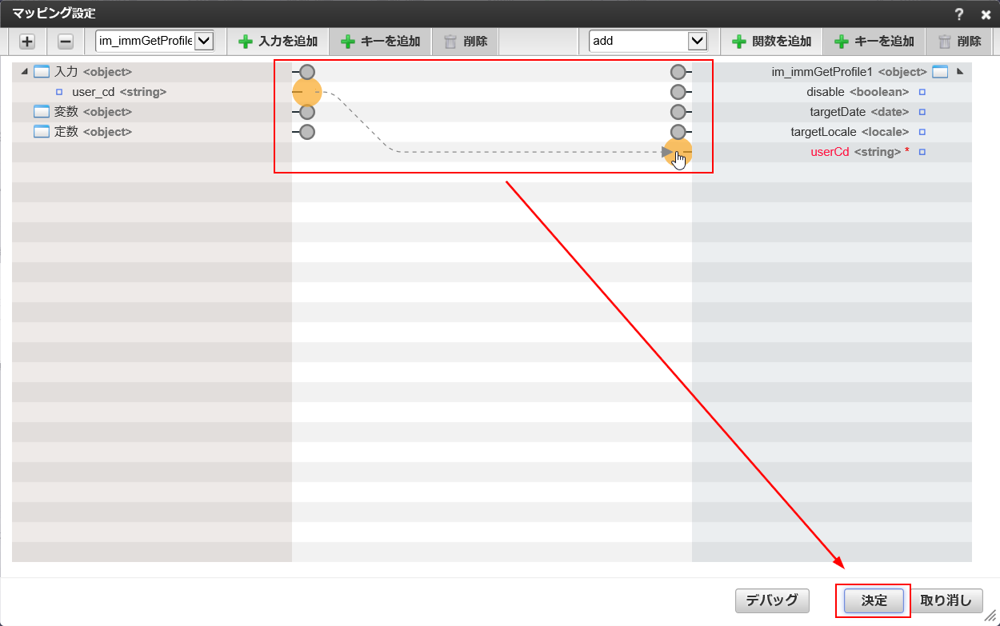 マッピング設定
?
im_immGetProfile 入力を追加 キーを追加 削除 add 関数を追加 キーを追加 削除
入力 <object>
user_cd <string>
変数 <object>
定数 <object>
im_immGetProfile1 <object>
disable <boolean>
targetDate <date>
targetLocale <locale>
userCd <string> *
デバッグ 決定 取り消し